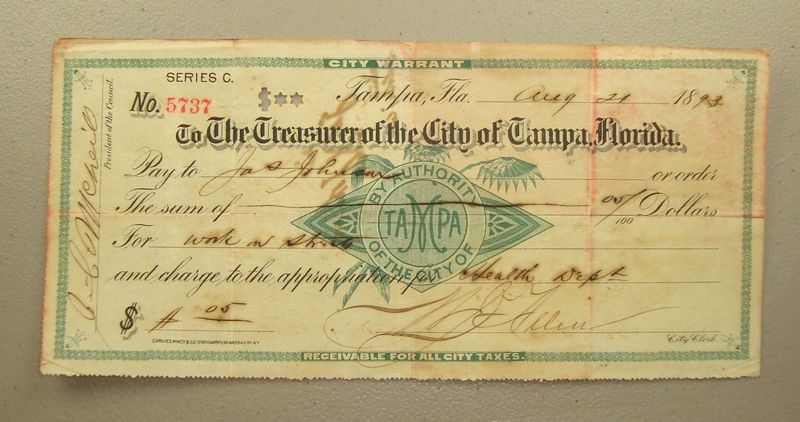 CITY WARRANT
SERIES C.
No. 5737 $**
Tampa, Fla. Aug 21 1893
To The Treasurer of the City of Tampa, Florida.
Pay to Jas Johnson or order
The sum of 05/100 Dollars
For work on streets
and charge to the appropriation for Health Dept
$ # 05
City Clerk.
RECEIVABLE FOR ALL CITY TAXES.
President of the Council.
BY AUTHORITY
TAMPA
OF THE CITY OF